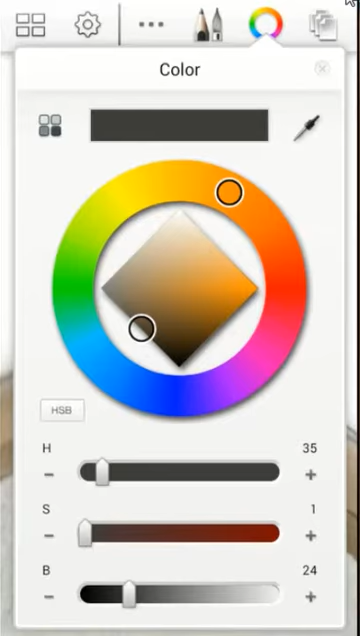 Color
HSB
H 35
- +
S 1
- +
B 24
- +